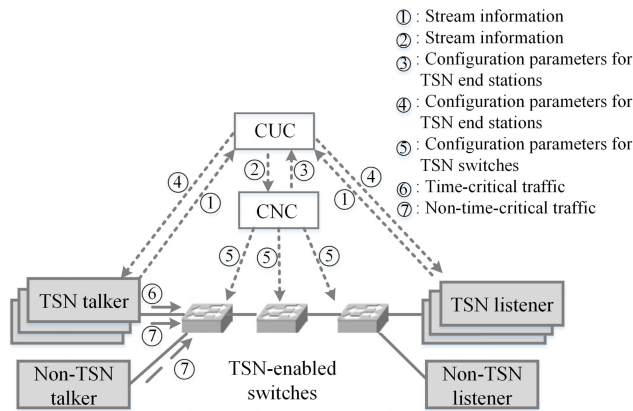 ① : Stream information
② : Stream information
③ : Configuration parameters for
TSN end stations
④ : Configuration parameters for
TSN end stations
⑤ : Configuration parameters for
TSN switches
⑥ : Time-critical traffic
⑦ : Non-time-critical traffic
CUC
④
①
②
③
①
④
CNC
⑤
⑤
⑤
TSN talker
⑥
⑦
TSN listener
Non-TSN
talker
⑦
TSN-enabled
switches
Non-TSN
listener